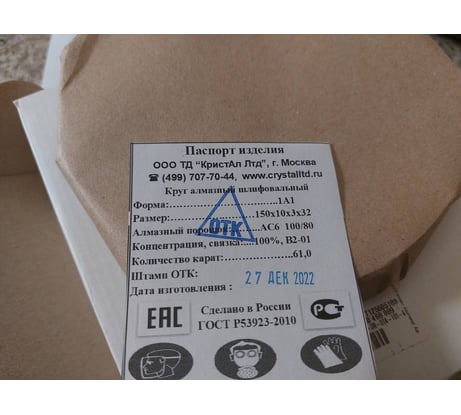 Паспорт изделия
ООО ТД "КристАл Лтд", г. Москва
☎ (499) 707-70-44, www.crystalltd.ru
Круг алмазный шлифовальный
Форма:...................1А1
Размер:................150x10x3x32
Алмазный порошок:........АС6 100/80
Концентрация, связка....100%, В2-01
Количество карат:..............61,0
Штамп ОТК:
ОТК
27 ДЕК 2022
Дата изготовления :
ЕАС
Сделано в России
ГОСТ Р53923-2010